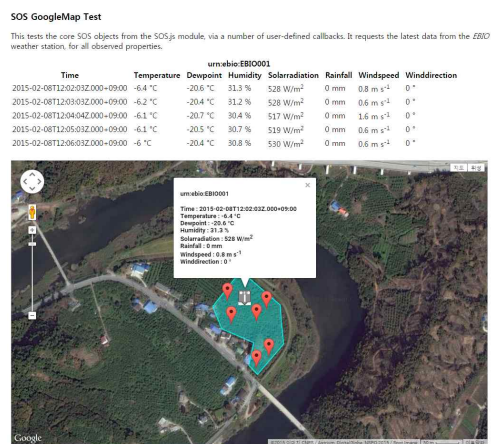 SOS GoogleMap Test
This tests the core SOS objects from the SOS.js module, via a number of user-defined callbacks. It requests the latest data from the EBIO
weather station, for all observed properties.
urn:ebio:EBIO001
Time Temperature Dewpoint Humidity Solarradiation Rainfall Windspeed Winddirection
2015-02-08T12:02:03Z.000+09:00 -6.4 °C -20.6 °C 31.3 % 528 W/m2 0 mm 0.8 m s-1 0 °
2015-02-08T12:03:03Z.000+09:00 -6.2 °C -20.4 °C 31.2 % 528 W/m2 0 mm 0.6 m s-1 0 °
2015-02-08T12:04:04Z.000+09:00 -6.1 °C -20.7 °C 30.4 % 517 W/m2 0 mm 1.6 m s-1 0 °
2015-02-08T12:05:03Z.000+09:00 -6.1 °C -20.5 °C 30.7 % 519 W/m2 0 mm 0.6 m s-1 0 °
2015-02-08T12:06:03Z.000+09:00 -6 °C -20.4 °C 30.8 % 530 W/m2 0 mm 0.6 m s-1 0 °
지도 위성
urn:ebio:EBIO001
Time : 2015-02-08T12:02:03Z.000+09:00
Temperature : -6.4 °C
Dewpoint : -20.6 °C
Humidity : 31.3 %
Solarradiation : 528 W/m2
Rainfall : 0 mm
Windspeed : 0.8 m s-1
Winddirection : 0 °
Google